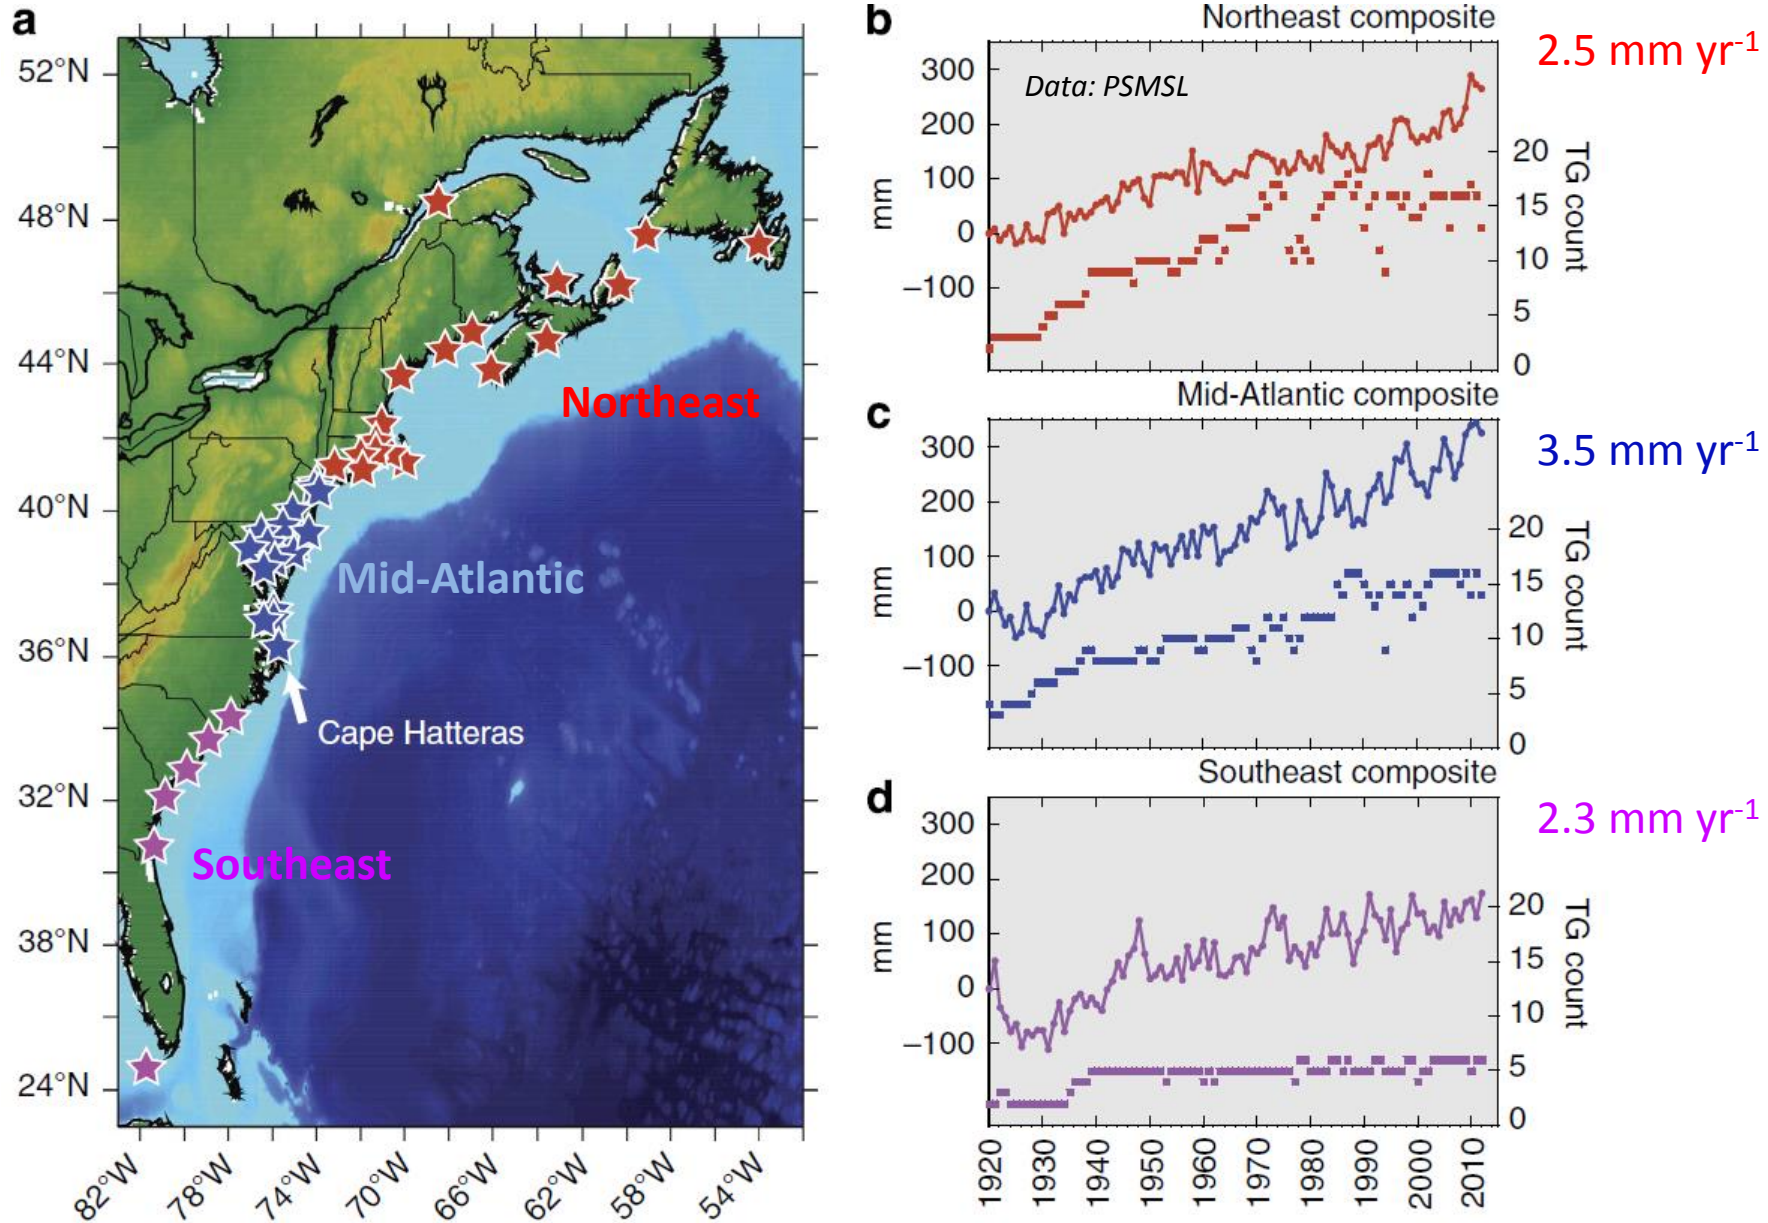 a
52°N
48°N
44°N
40°N
36°N
32°N
38°N
24°N
82°W
78°W
74°W
70°W
66°W
62°W
58°W
54°W
Northeast
Mid-Atlantic
Cape Hatteras
Southeast
b
Northeast composite
2.5 mm yr-1
Data: PSMSL
300
200
100
0
−100
mm
20
15
10
5
0
TG count
c
Mid-Atlantic composite
3.5 mm yr-1
300
200
100
0
−100
mm
20
15
10
5
0
TG count
d
Southeast composite
2.3 mm yr-1
300
200
100
0
−100
mm
20
15
10
5
0
TG count
1920
1930
1940
1950
1960
1970
1980
1990
2000
2010